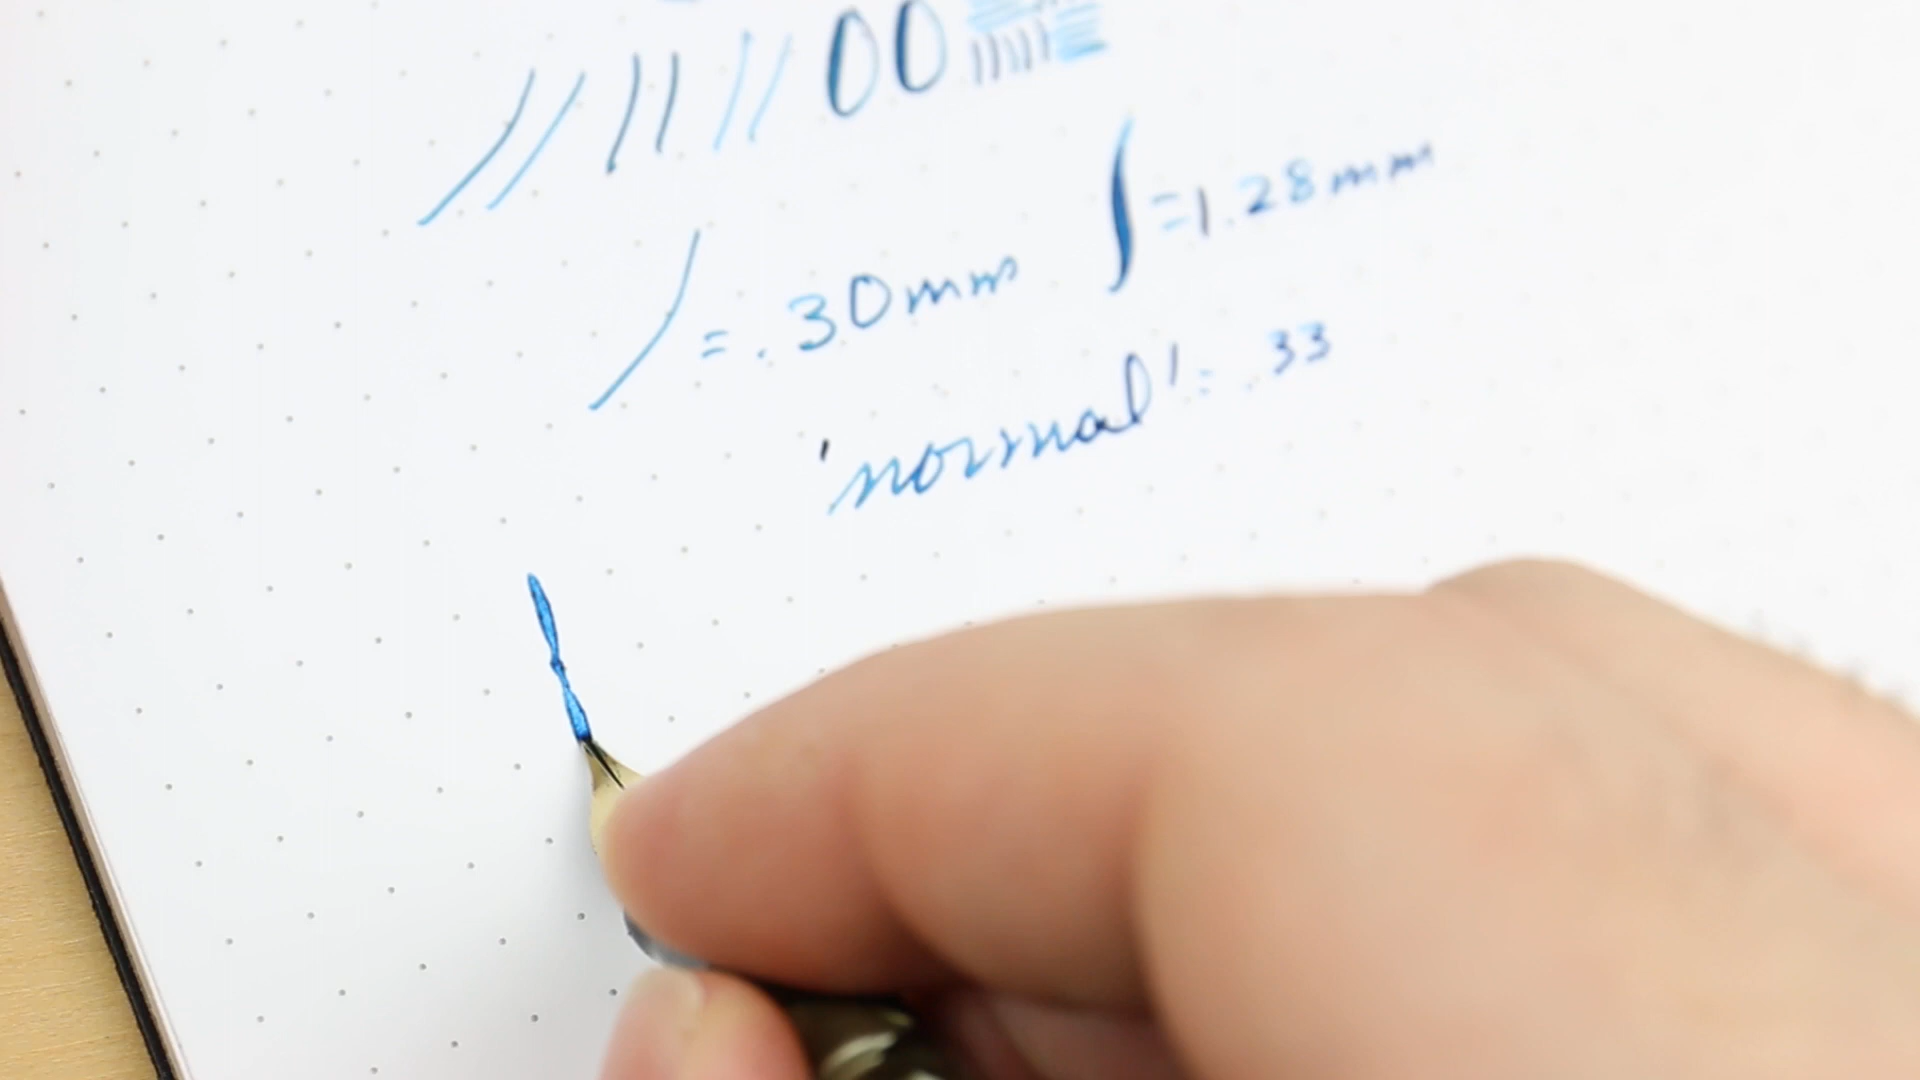 = 1.28mm
= .30mm
'normal' = .33